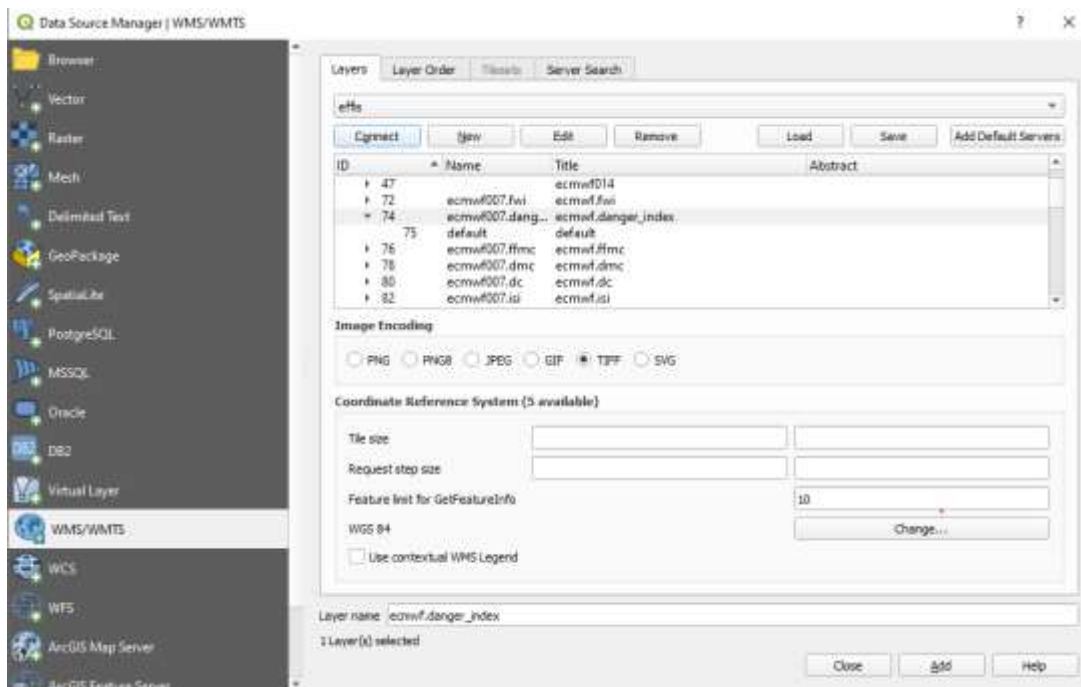 Data Source Manager | WMS/WMTS
? ×
Browser
Vector
Raster
Mesh
Delimited Text
GeoPackage
SpatiaLite
PostgreSQL
MSSQL
Oracle
DB2 DB2
Virtual Layer
WMS/WMTS
WCS
WFS
ArcGIS Map Server
ArcGIS Feature Server
Layers Layer Order Tilesets Server Search
effis
Connect New Edit Remove Load Save Add Default Servers
ID Name Title Abstract
47 ecmwf014
72 ecmwf007.fwi ecmwf.fwi
74 ecmwf007.dang... ecmwf.danger_index
75 default default
76 ecmwf007.ffmc ecmwf.ffmc
78 ecmwf007.dmc ecmwf.dmc
80 ecmwf007.dc ecmwf.dc
82 ecmwf007.isi ecmwf.isi
Image Encoding
PNG PNG8 JPEG GIF TIFF SVG
Coordinate Reference System (5 available)
Tile size
Request step size
Feature limit for GetFeatureInfo 10
WGS 84 Change...
Use contextual WMS Legend
Layer name ecmwf.danger_index
1 Layer(s) selected
Close Add Help